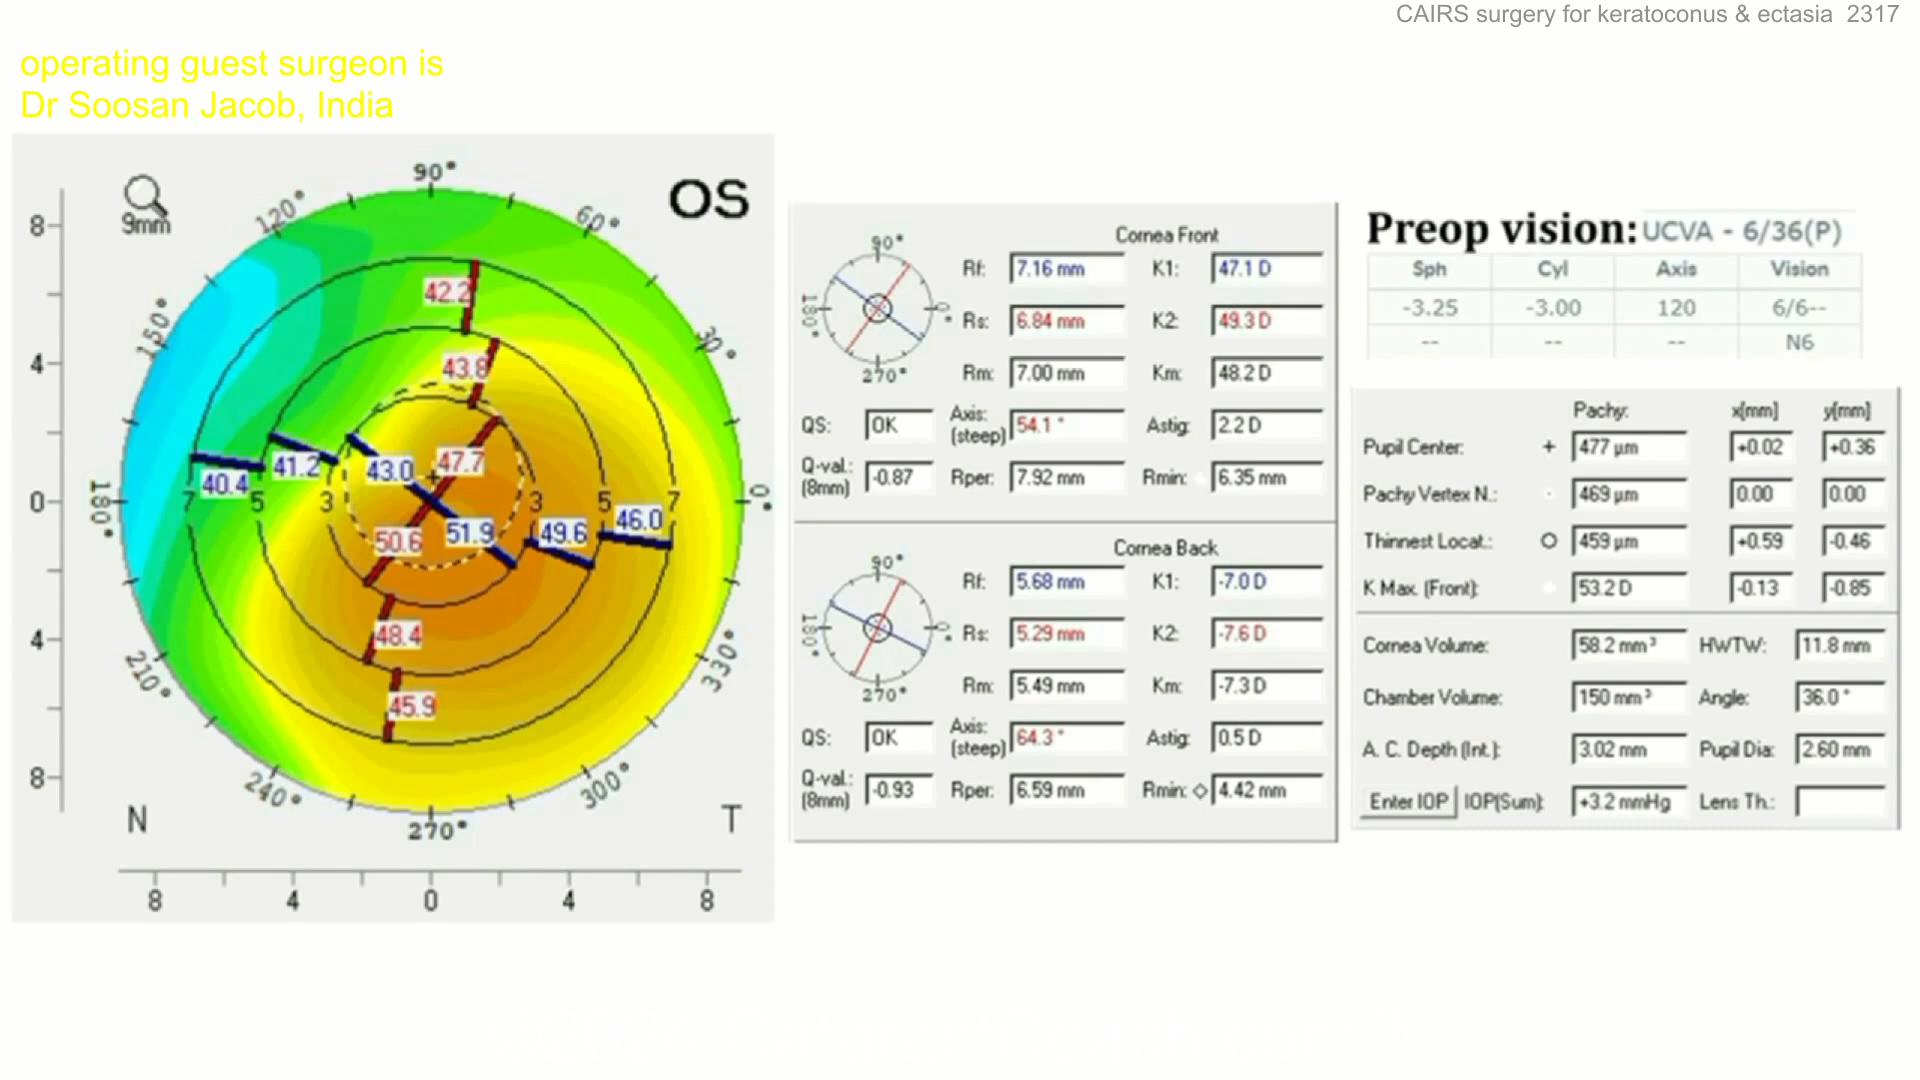 CAIRS surgery for keratoconus & ectasia 2317
operating guest surgeon is
Dr Soosan Jacob, India
OS
9mm
90°
120°
60°
150°
30°
180°
0°
210°
330°
240°
300°
270°
8
4
0
4
8
42.2
43.8
47.7
43.0
41.2
40.4
7 5 3 3 5 7
50.6
51.9
49.6
46.0
48.4
45.9
N
T
8 4 0 4 8
Cornea Front
90°
180°
0°
270°
Rf: 7.16 mm K1: 47.1 D
Rs: 6.84 mm K2: 49.3 D
Rm: 7.00 mm Km: 48.2 D
QS: OK Axis: (steep) 54.1 ° Astig: 2.2 D
Q-val.: (8mm) -0.87 Rper: 7.92 mm Rmin: 6.35 mm
Cornea Back
90°
180°
0°
270°
Rf: 5.68 mm K1: -7.0 D
Rs: 5.29 mm K2: -7.6 D
Rm: 5.49 mm Km: -7.3 D
QS: OK Axis: (steep) 64.3 ° Astig: 0.5 D
Q-val.: (8mm) -0.93 Rper: 6.59 mm Rmin: 4.42 mm
Preop vision: UCVA - 6/36(P)
Sph Cyl Axis Vision
-3.25 -3.00 120 6/6--
-- -- -- N6
Pachy: x[mm] y[mm]
Pupil Center: + 477 µm +0.02 +0.36
Pachy Vertex N.: 469 µm 0.00 0.00
Thinnest Locat.: O 459 µm +0.59 -0.46
K Max. (Front): 53.2 D -0.13 -0.85
Cornea Volume: 58.2 mm³ HWTW: 11.8 mm
Chamber Volume: 150 mm³ Angle: 36.0 °
A. C. Depth (Int.): 3.02 mm Pupil Dia: 2.60 mm
Enter IOP IOP(Sum): +3.2 mmHg Lens Th.: